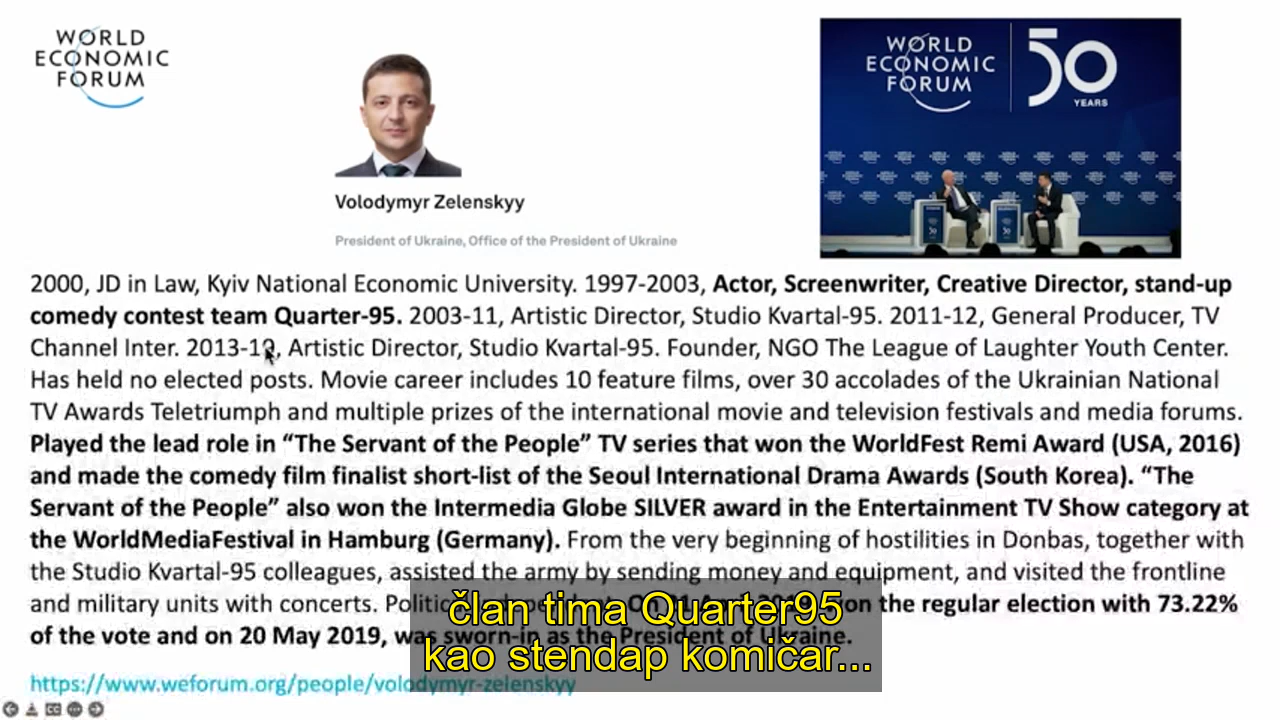 WORLD
ECONOMIC
FORUM
WORLD
ECONOMIC
FORUM
50
YEARS
Volodymyr Zelenskyy
President of Ukraine, Office of the President of Ukraine
2000, JD in Law, Kyiv National Economic University. 1997-2003, Actor, Screenwriter, Creative Director, stand-up
comedy contest team Quarter-95. 2003-11, Artistic Director, Studio Kvartal-95. 2011-12, General Producer, TV
Channel Inter. 2013-19, Artistic Director, Studio Kvartal-95. Founder, NGO The League of Laughter Youth Center.
Has held no elected posts. Movie career includes 10 feature films, over 30 accolades of the Ukrainian National
TV Awards Teletriumph and multiple prizes of the international movie and television festivals and media forums.
Played the lead role in “The Servant of the People” TV series that won the WorldFest Remi Award (USA, 2016)
and made the comedy film finalist short-list of the Seoul International Drama Awards (South Korea). “The
Servant of the People” also won the Intermedia Globe SILVER award in the Entertainment TV Show category at
the WorldMediaFestival in Hamburg (Germany). From the very beginning of hostilities in Donbas, together with
the Studio Kvartal-95 colleagues, assisted the army by sending money and equipment, and visited the frontline
and military units with concerts. on the regular election with 73.22%
of the vote and on 20 May 2019, was sworn-in as the President of Ukraine.
član tima Quarter95
kao stendap komičar...
https://www.weforum.org/people/volodymyr-zelenskyy